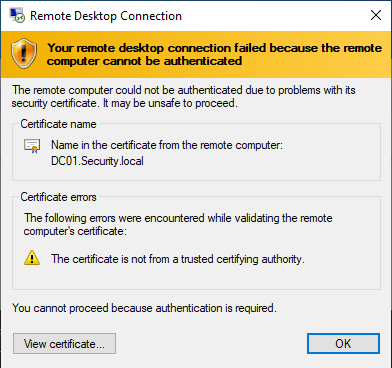 Remote Desktop Connection
Your remote desktop connection failed because the remote
computer cannot be authenticated
The remote computer could not be authenticated due to problems with its
security certificate. It may be unsafe to proceed.
Certificate name
Name in the certificate from the remote computer:
DC01.Security.local
Certificate errors
The following errors were encountered while validating the remote
computer's certificate:
The certificate is not from a trusted certifying authority.
You cannot proceed because authentication is required.
View certificate...
OK